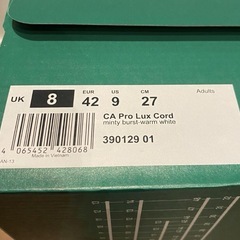 UK 8 EUR 42 US 9 CM 27 Adults
CA Pro Lux Cord
minty burst-warm white
390129 01
4 065452 428068
Made in Vietnam